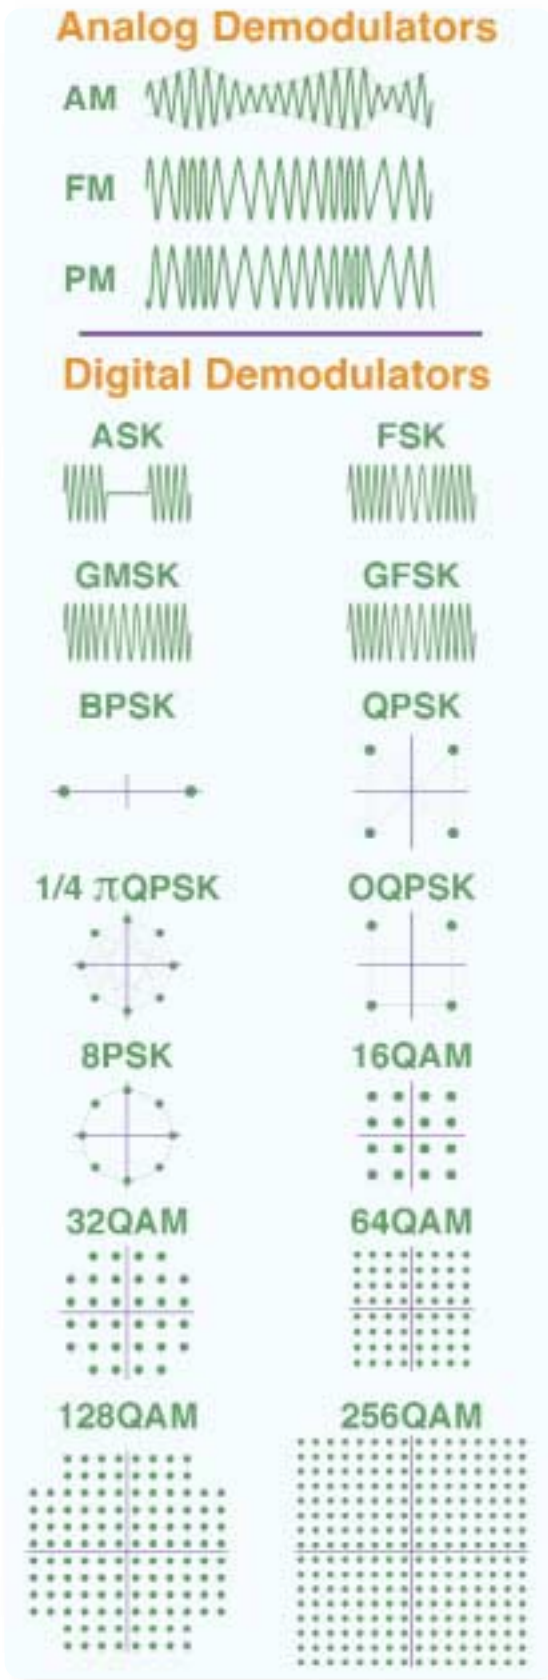 Analog Demodulators
AM
FM
PM
Digital Demodulators
ASK FSK
GMSK GFSK
BPSK QPSK
1/4 πQPSK OQPSK
8PSK 16QAM
32QAM 64QAM
128QAM 256QAM